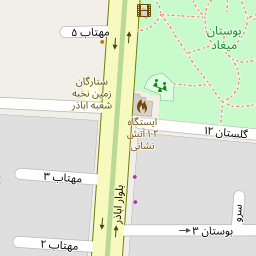 مهتاب ۵
بوستان
میعاد
ستارگان
زمین نخبه
شعبه اباذر
ایستگاه
۱۰۲ آتش
نشانی
گلستان ۱۲
مهتاب ۳
بلوار اباذر
سرو
بوستان ۳
مهتاب ۲